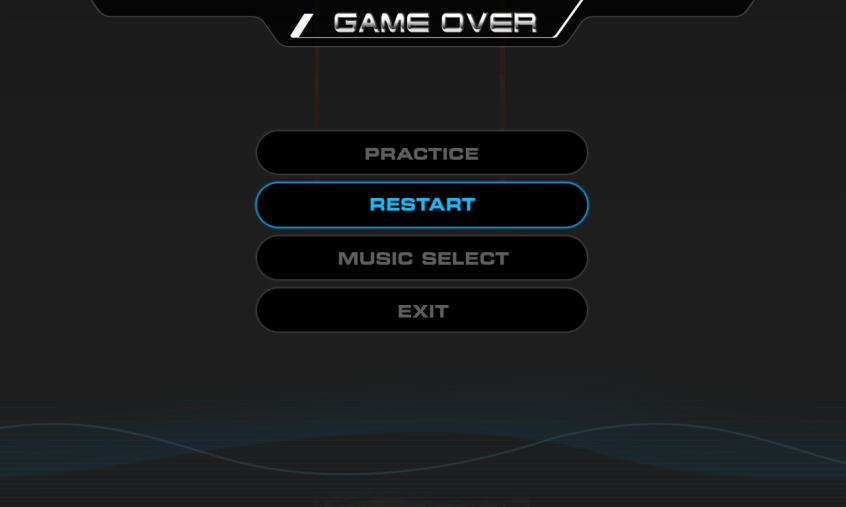 GAME OVER
PRACTICE
RESTART
MUSIC SELECT
EXIT